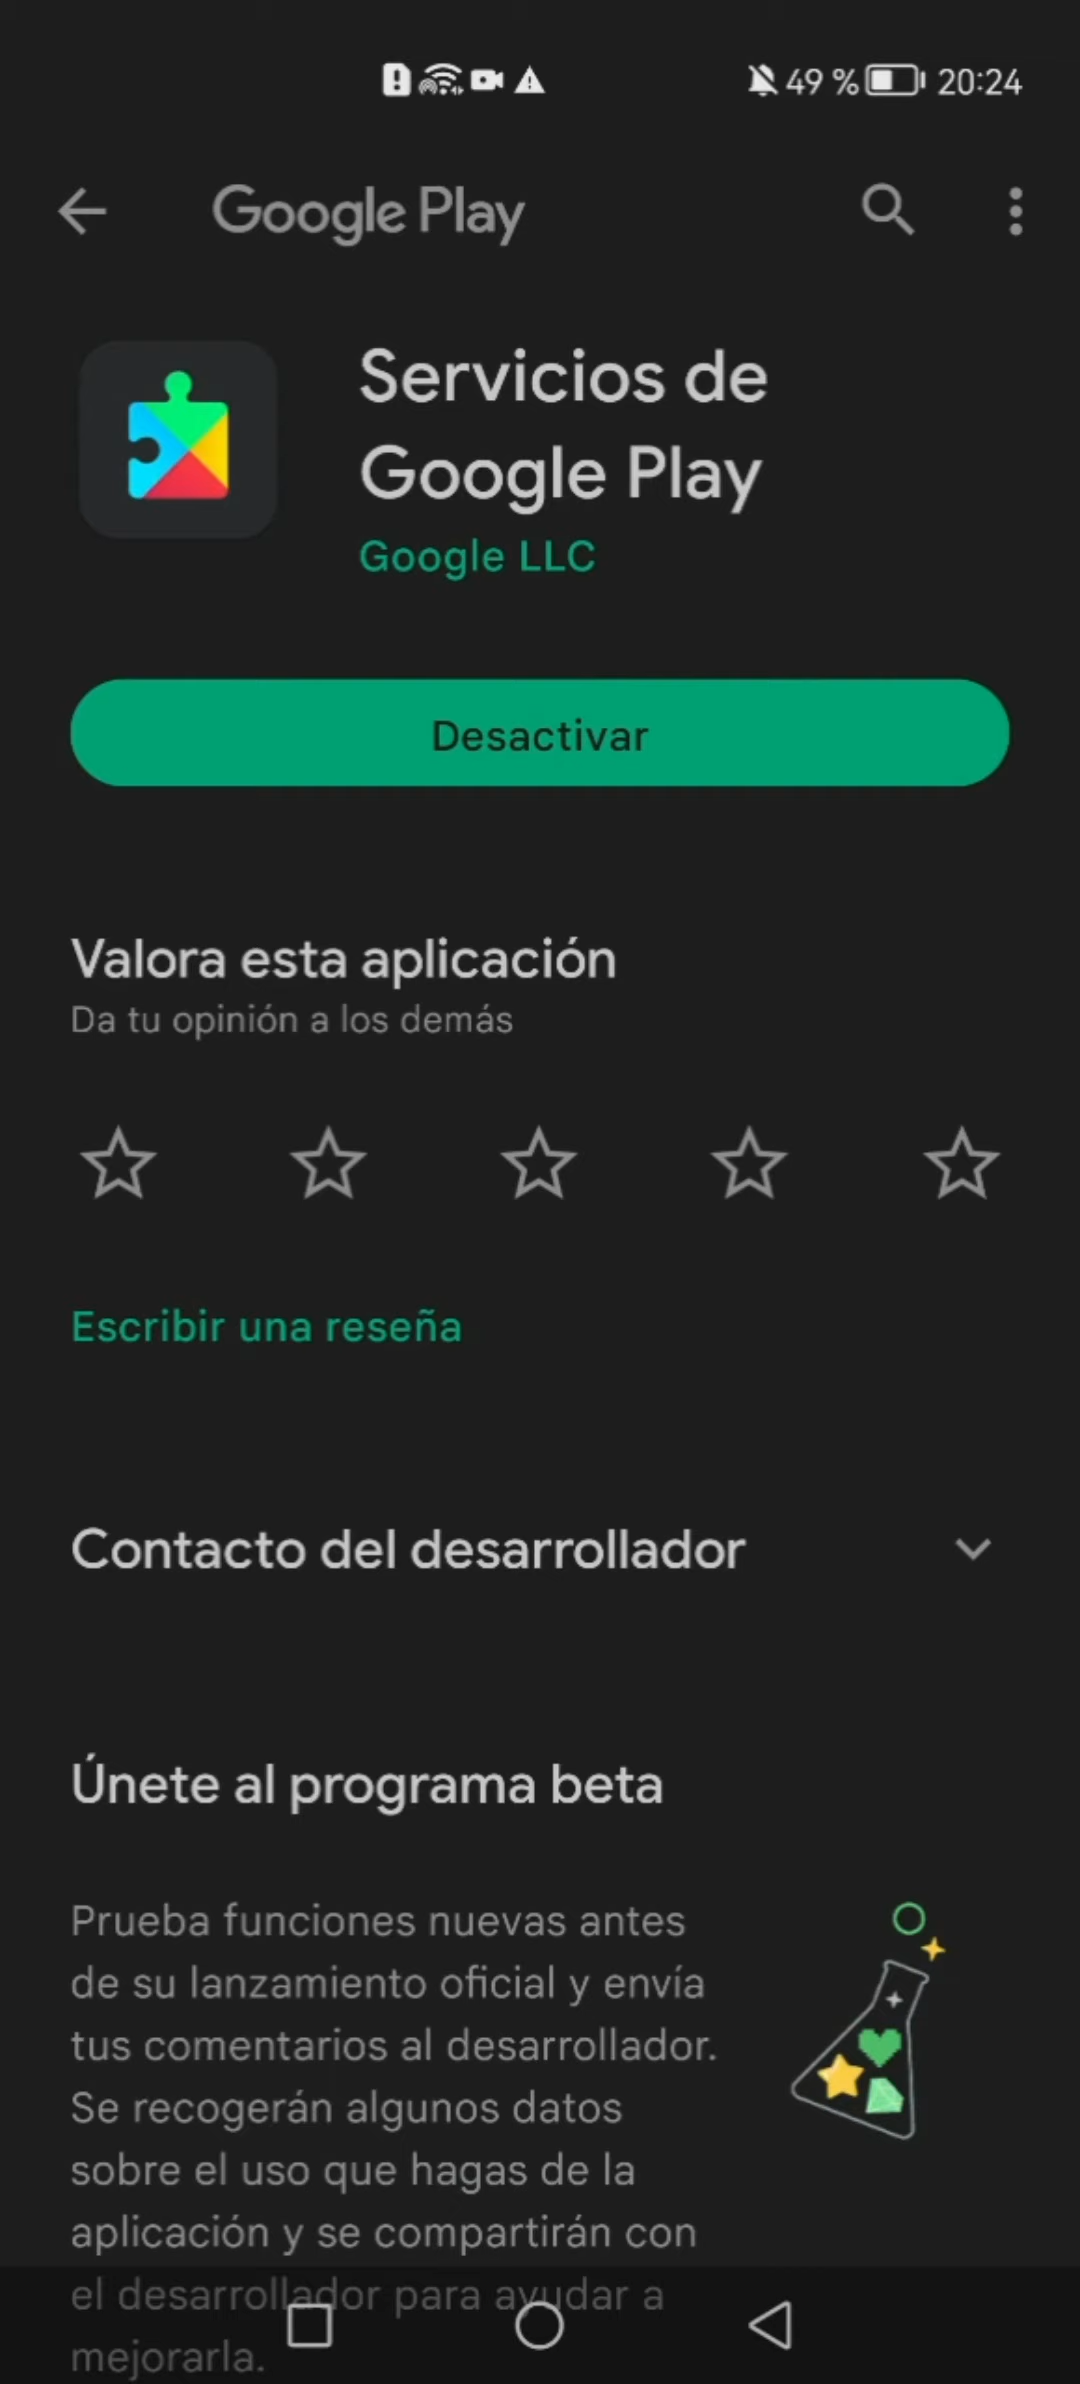 49 % 20:24
Google Play
Servicios de
Google Play
Google LLC
Desactivar
Valora esta aplicación
Da tu opinión a los demás
Escribir una reseña
Contacto del desarrollador
Únete al programa beta
Prueba funciones nuevas antes
de su lanzamiento oficial y envía
tus comentarios al desarrollador.
Se recogerán algunos datos
sobre el uso que hagas de la
aplicación y se compartirán con
el desarrollador para ayudar a
mejorarla.